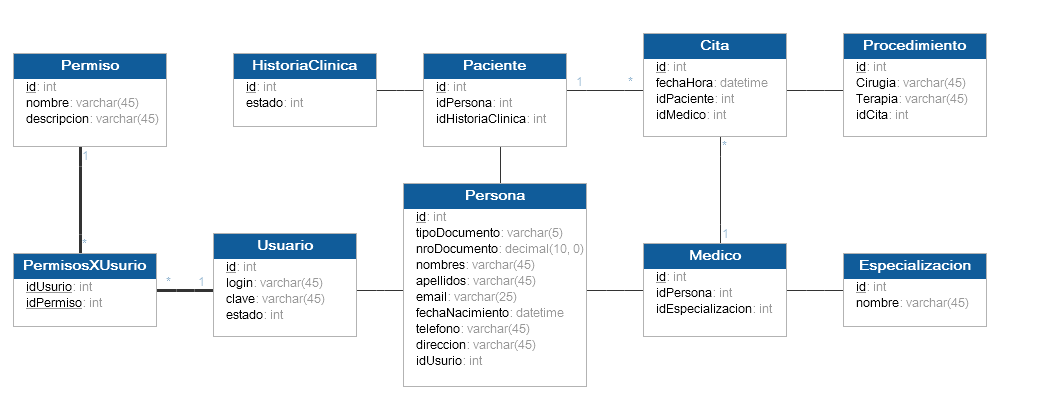 Permiso
id: int
nombre: varchar(45)
descripcion: varchar(45)
HistoriaClinica
id: int
estado: int
Paciente
id: int
idPersona: int
idHistoriaClinica: int
1
*
Cita
id: int
fechaHora: datetime
idPaciente: int
idMedico: int
Procedimiento
id: int
Cirugia: varchar(45)
Terapia: varchar(45)
idCita: int
1
*
*
1
PermisosXUsurio
idUsurio: int
idPermiso: int
*
1
Usuario
id: int
login: varchar(45)
clave: varchar(45)
estado: int
Persona
id: int
tipoDocumento: varchar(5)
nroDocumento: decimal(10, 0)
nombres: varchar(45)
apellidos: varchar(45)
email: varchar(25)
fechaNacimiento: datetime
telefono: varchar(45)
direccion: varchar(45)
idUsurio: int
Medico
id: int
idPersona: int
idEspecializacion: int
Especializacion
id: int
nombre: varchar(45)